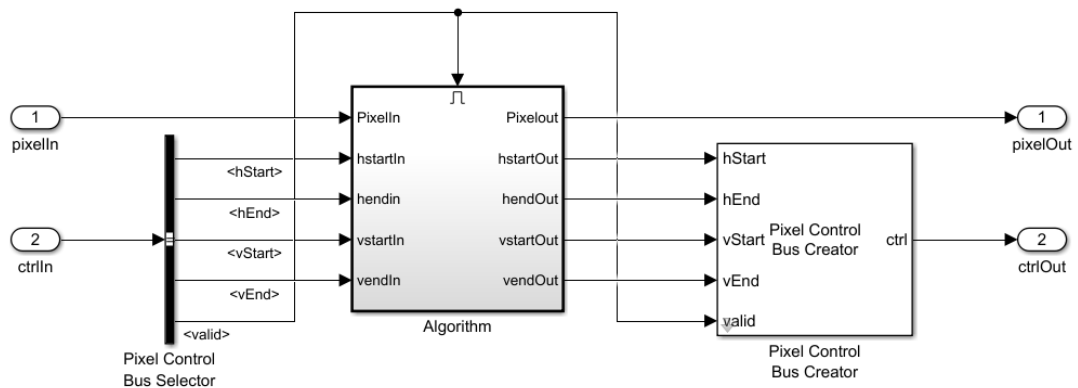 1
pixelIn
2
ctrlIn
<hStart>
<hEnd>
<vStart>
<vEnd>
<valid>
Pixel Control
Bus Selector
PixelIn
hstartIn
hendin
vstartIn
vendIn
Pixelout
hstartOut
hendOut
vstartOut
vendOut
Algorithm
hStart
hEnd
vStart
vEnd
valid
Pixel Control
Bus Creator
ctrl
Pixel Control
Bus Creator
1
pixelOut
2
ctrlOut